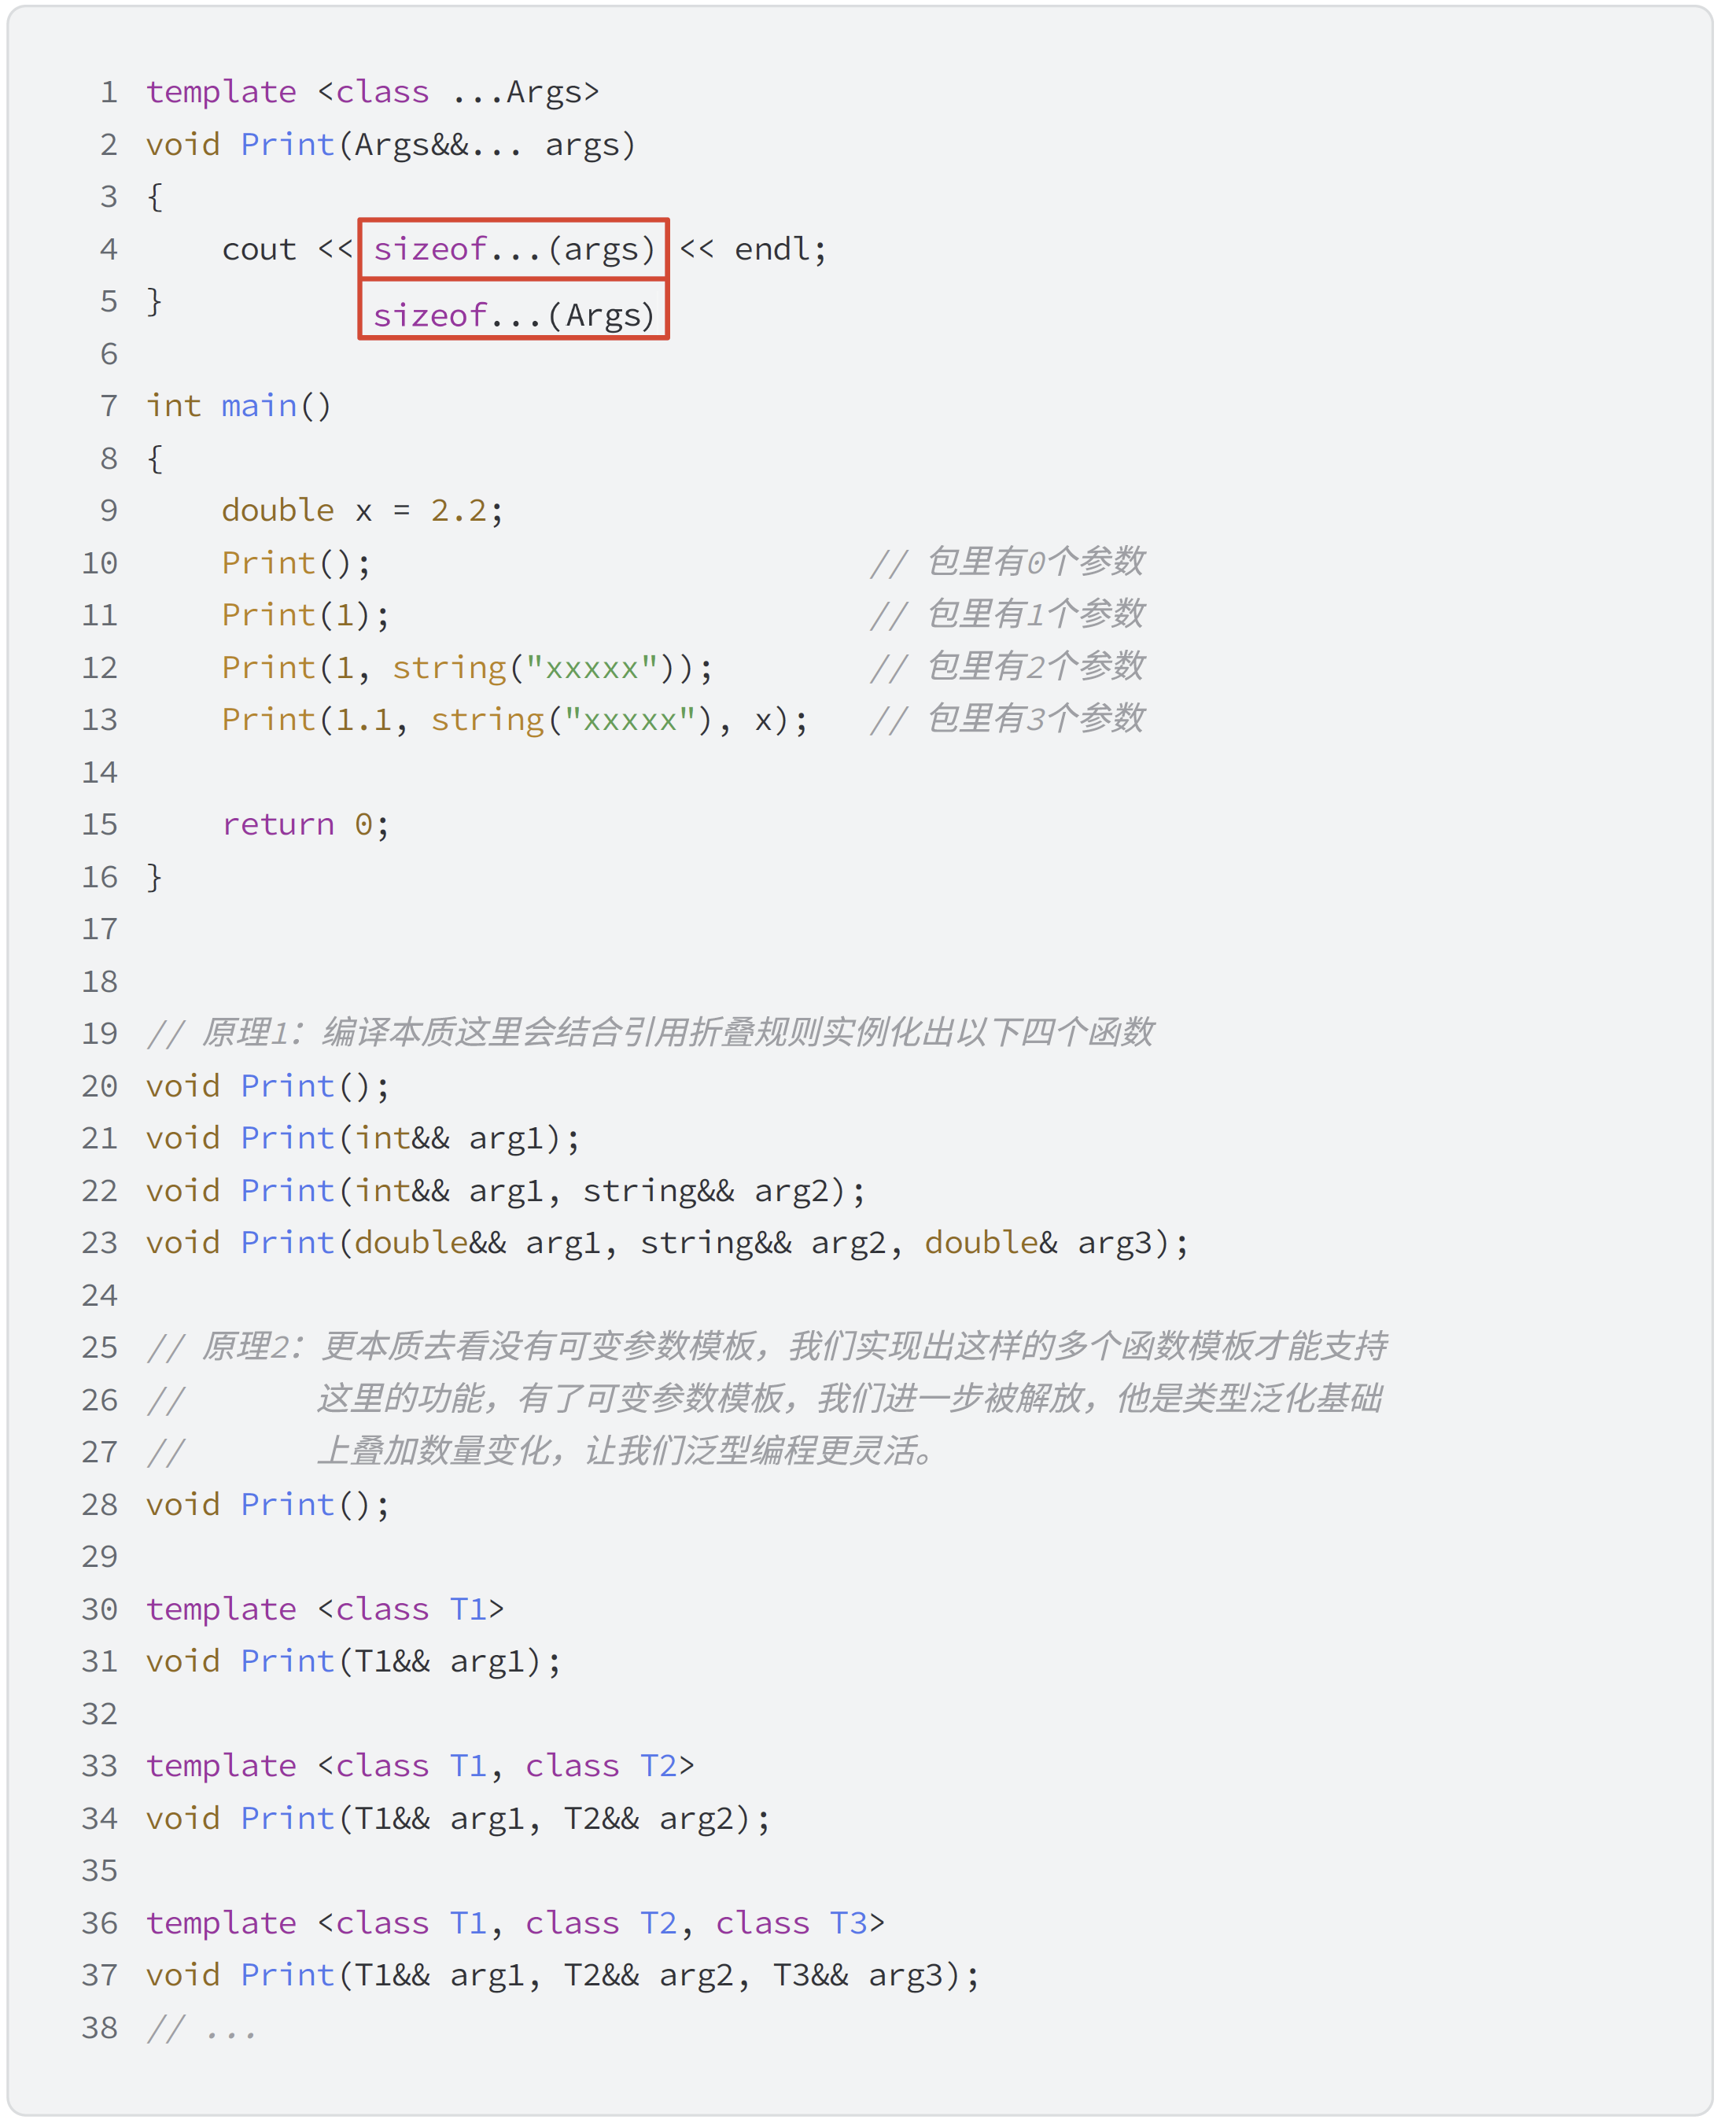 1 template <class ...Args>
2 void Print(Args&&... args)
3 {
4     cout << sizeof...(args) << endl;
5 }
sizeof...(Args)
6
7 int main()
8 {
9     double x = 2.2;
10     Print();                          // 包里有0个参数
11     Print(1);                         // 包里有1个参数
12     Print(1, string("xxxxx"));        // 包里有2个参数
13     Print(1.1, string("xxxxx"), x);   // 包里有3个参数
14
15     return 0;
16 }
17
18
19 // 原理1：编译本质这里会结合引用折叠规则实例化出以下四个函数
20 void Print();
21 void Print(int&& arg1);
22 void Print(int&& arg1, string&& arg2);
23 void Print(double&& arg1, string&& arg2, double& arg3);
24
25 // 原理2：更本质去看没有可变参数模板，我们实现出这样的多个函数模板才能支持
26 //       这里的功能，有了可变参数模板，我们进一步被解放，他是类型泛化基础
27 //       上叠加数量变化，让我们泛型编程更灵活。
28 void Print();
29
30 template <class T1>
31 void Print(T1&& arg1);
32
33 template <class T1, class T2>
34 void Print(T1&& arg1, T2&& arg2);
35
36 template <class T1, class T2, class T3>
37 void Print(T1&& arg1, T2&& arg2, T3&& arg3);
38 // ...